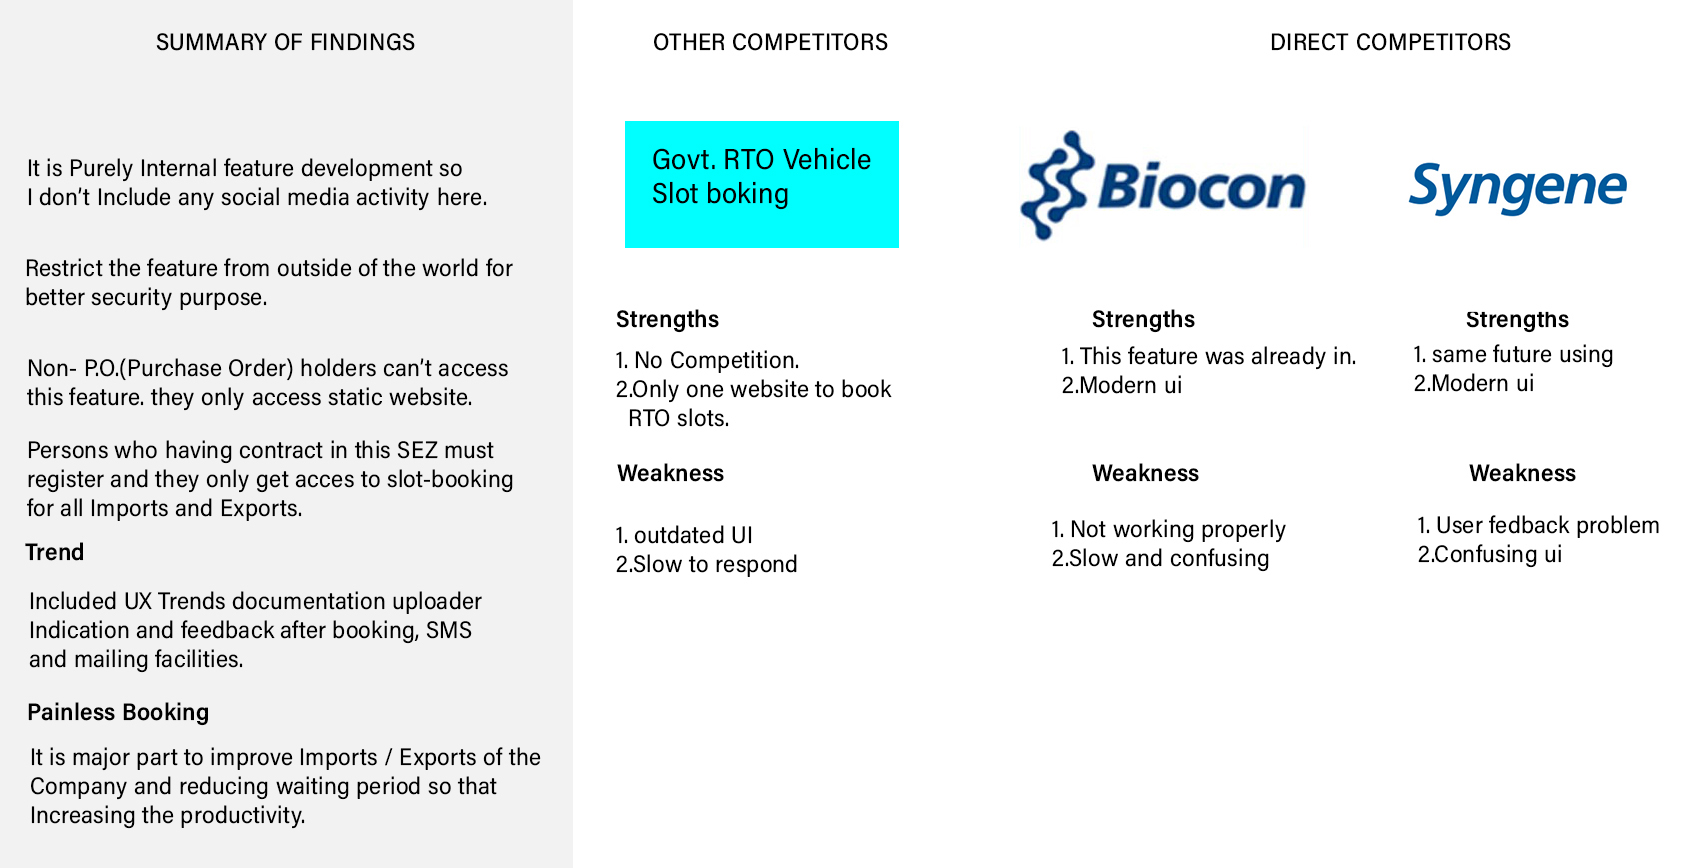 SUMMARY OF FINDINGS
It is Purely Internal feature development so
I don't Include any social media activity here.
Restrict the feature from outside of the world for
better security purpose.
Non- P.O.(Purchase Order) holders can't access
this feature. they only access static website.
Persons who having contract in this SEZ must
register and they only get acces to slot-booking
for all Imports and Exports.
Trend
Included UX Trends documentation uploader
Indication and feedback after booking, SMS
and mailing facilities.
Painless Booking
It is major part to improve Imports / Exports of the
Company and reducing waiting period so that
Increasing the productivity.
OTHER COMPETITORS
Govt. RTO Vehicle
Slot boking
Strengths
1. No Competition.
2.Only one website to book
RTO slots.
Weakness
1. outdated UI
2.Slow to respond
DIRECT COMPETITORS
Biocon
Strengths
1. This feature was already in.
2.Modern ui
Weakness
1. Not working properly
2.Slow and confusing
Syngene
Strengths
1. same future using
2.Modern ui
Weakness
1. User fedback problem
2.Confusing ui